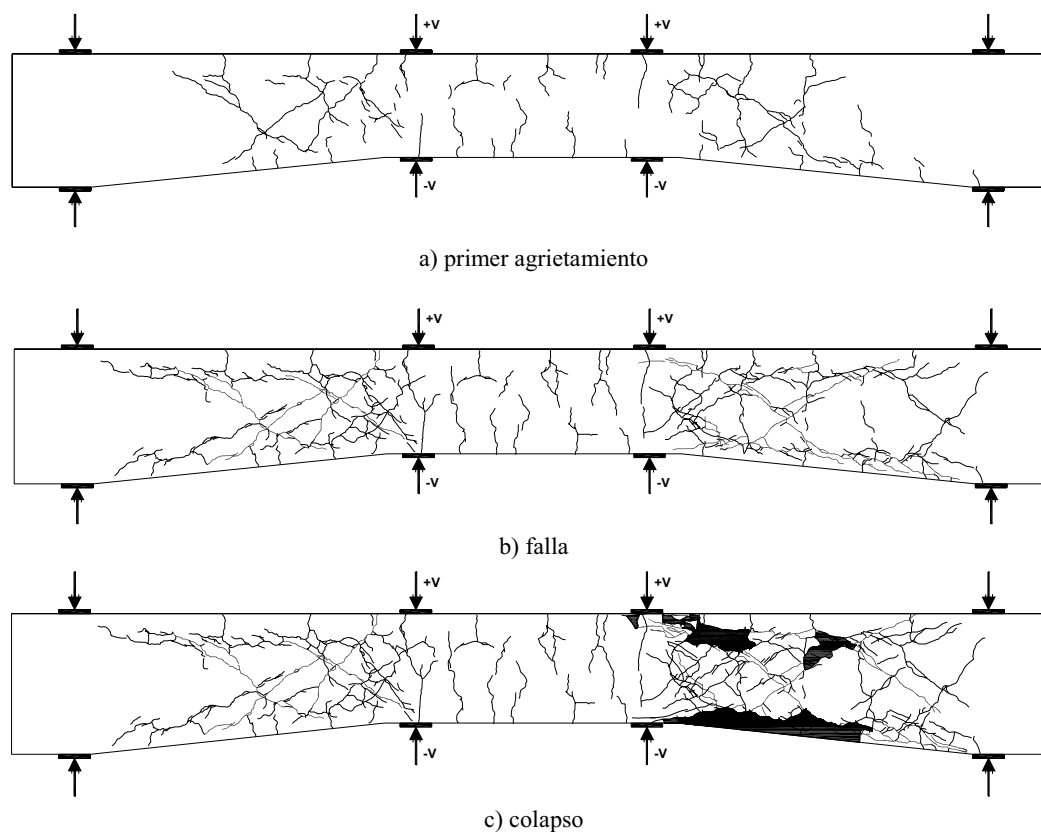 +V +V
-V -V
a) primer agrietamiento
+V +V
-V -V
b) falla
+V +V
-V -V
c) colapso